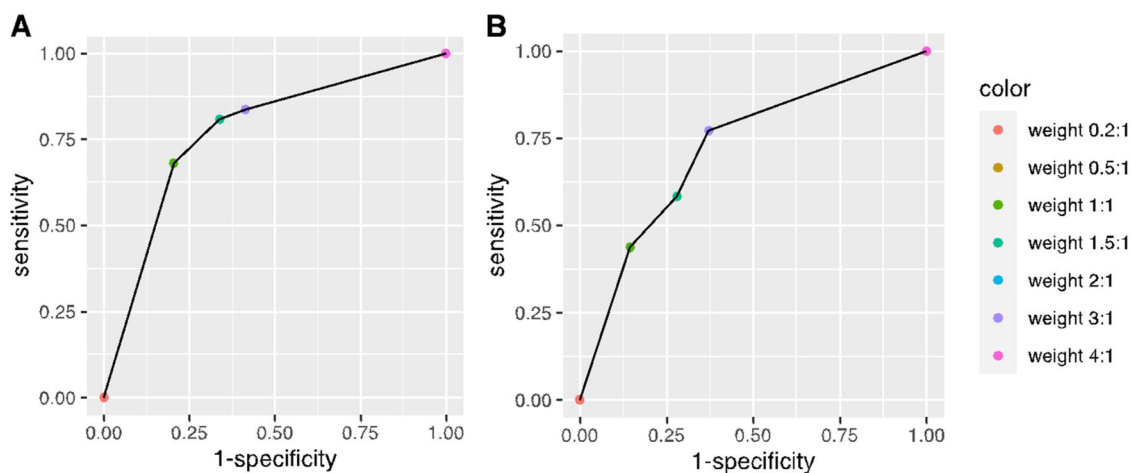 A
1.00
0.75
0.50
0.25
0.00
sensitivity
0.00 0.25 0.50 0.75 1.00
1-specificity
B
1.00
0.75
0.50
0.25
0.00
sensitivity
0.00 0.25 0.50 0.75 1.00
1-specificity
color
weight 0.2:1
weight 0.5:1
weight 1:1
weight 1.5:1
weight 2:1
weight 3:1
weight 4:1